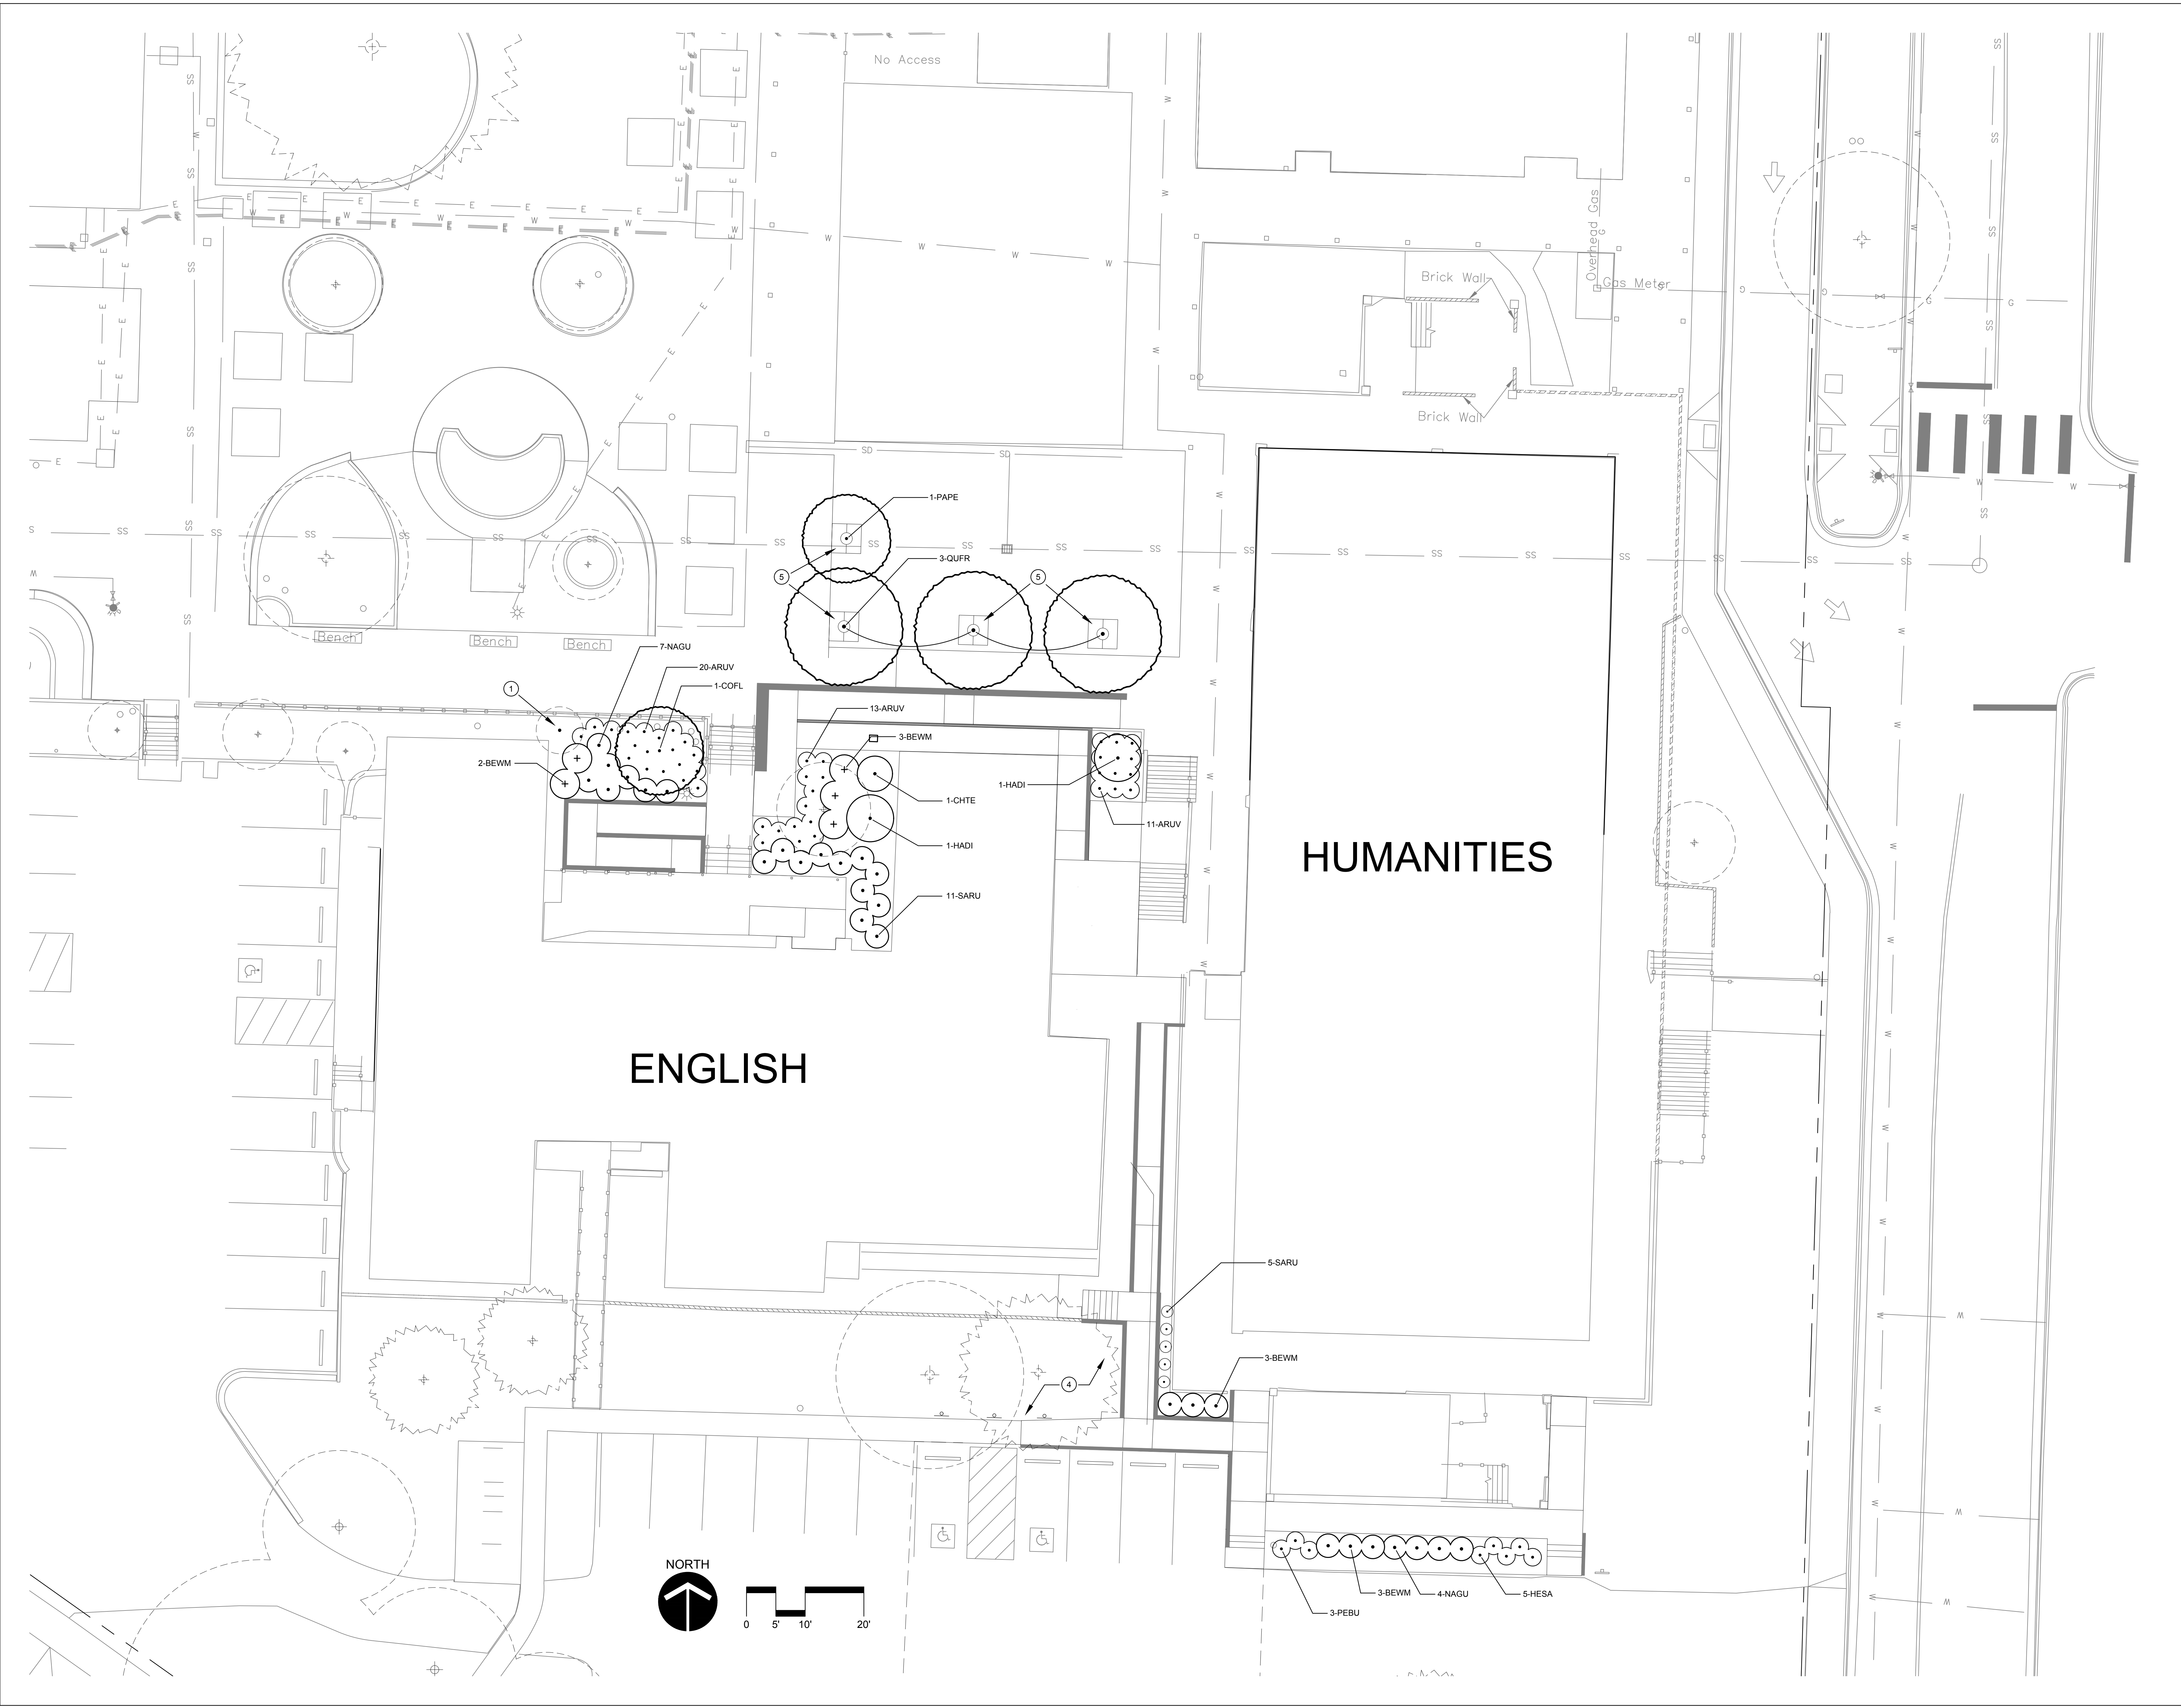 No Access
Overhead Gas
Brick Wall
Gas Meter
Brick Wall
SD
SD
1-PAPE
3-QUFR
5
5
Bench
Bench
Bench
7-NAGU
20-ARUV
1-COFL
1
13-ARUV
3-BEWM
2-BEWM
1-HADI
1-CHTE
11-ARUV
1-HADI
HUMANITIES
11-SARU
ENGLISH
5-SARU
3-BEWM
4
NORTH
3-BEWM
4-NAGU
5-HESA
3-PEBU
0 5' 10' 20'